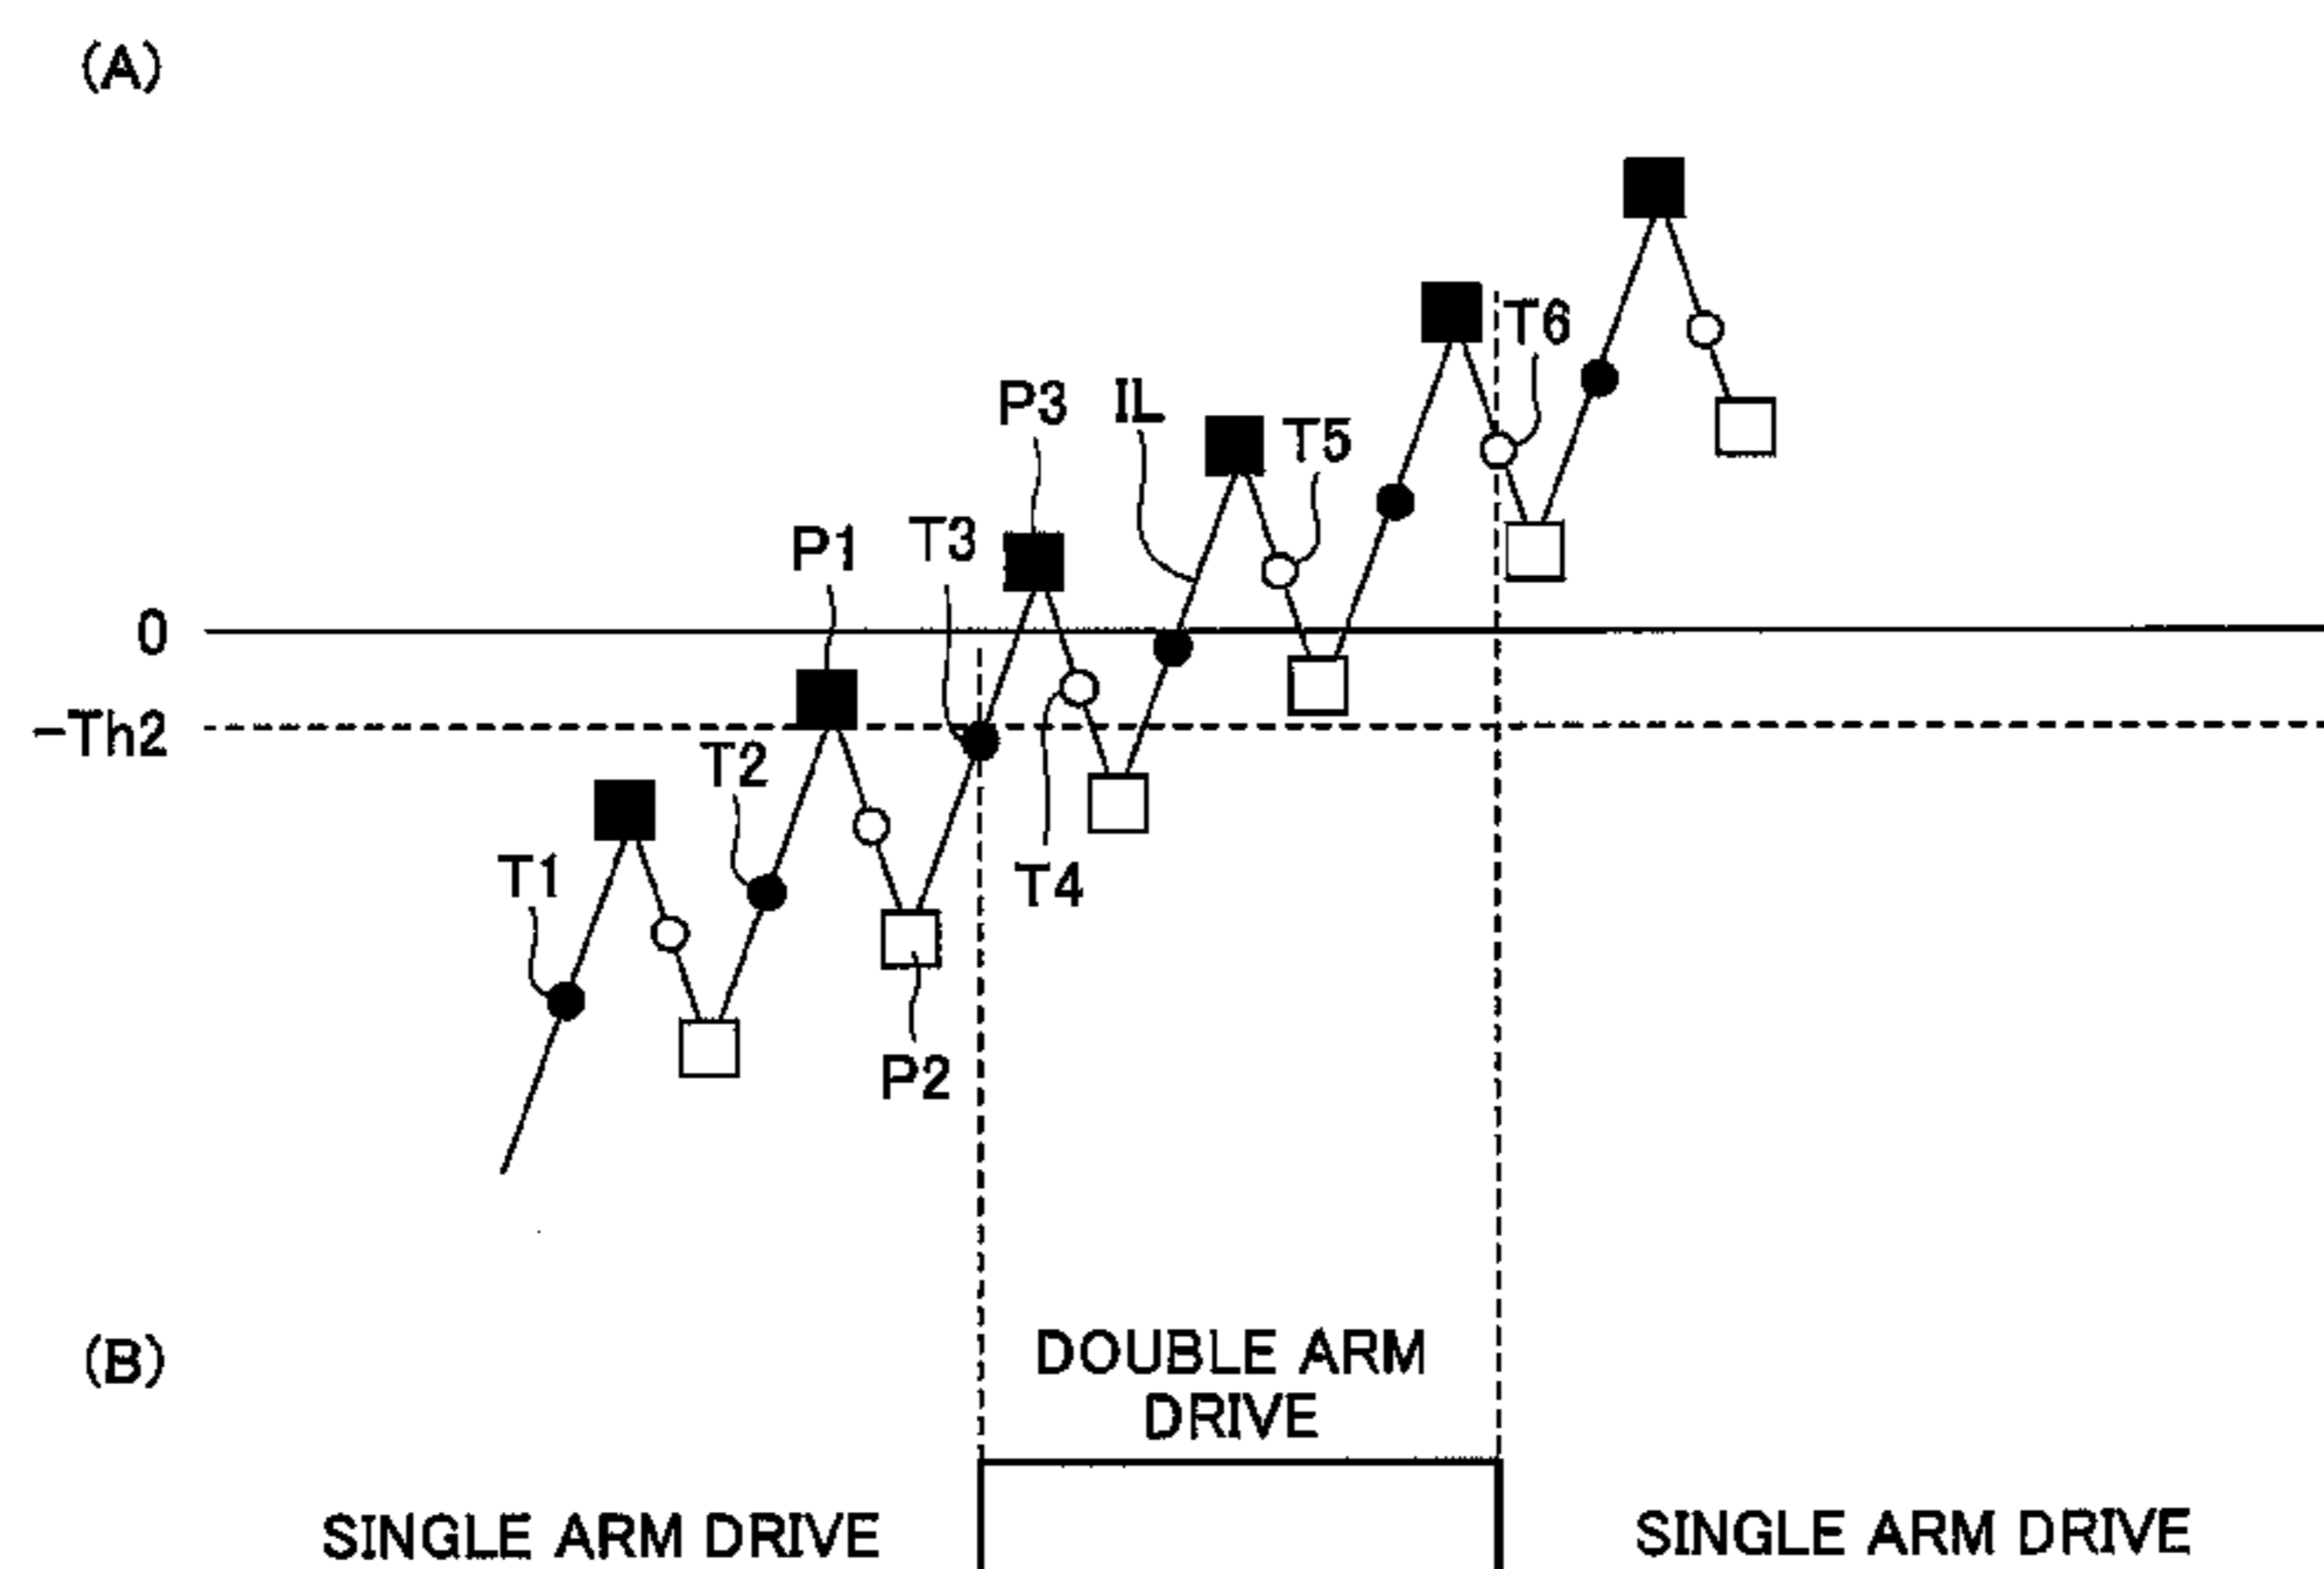 (A)
T6
P3
IL
T5
P1
T3
0
-Th2
T2
T1
T4
P2
(B)
DOUBLE ARM
DRIVE
SINGLE ARM DRIVE
SINGLE ARM DRIVE